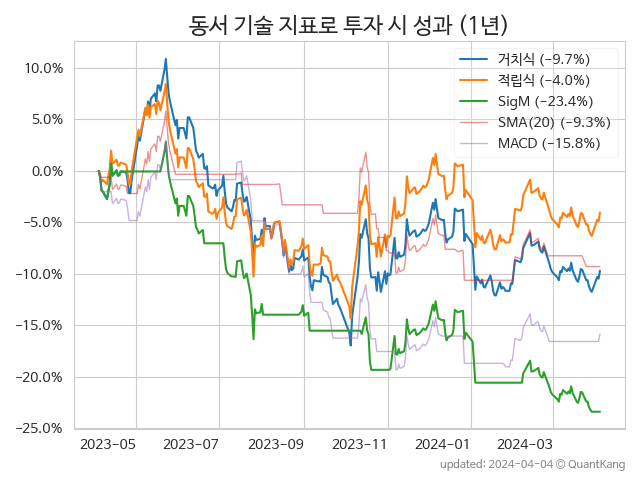 동서 기술 지표로 투자 시 성과 (1년)
거치식 (−9.7%)
적립식 (−4.0%)
SigM (−23.4%)
SMA(20) (−9.3%)
MACD (−15.8%)
10.0%
5.0%
0.0%
−5.0%
−10.0%
−15.0%
−20.0%
−25.0%
2023-05
2023-07
2023-09
2023-11
2024-01
2024-03
updated: 2024-04-04 ⓒ QuantKang